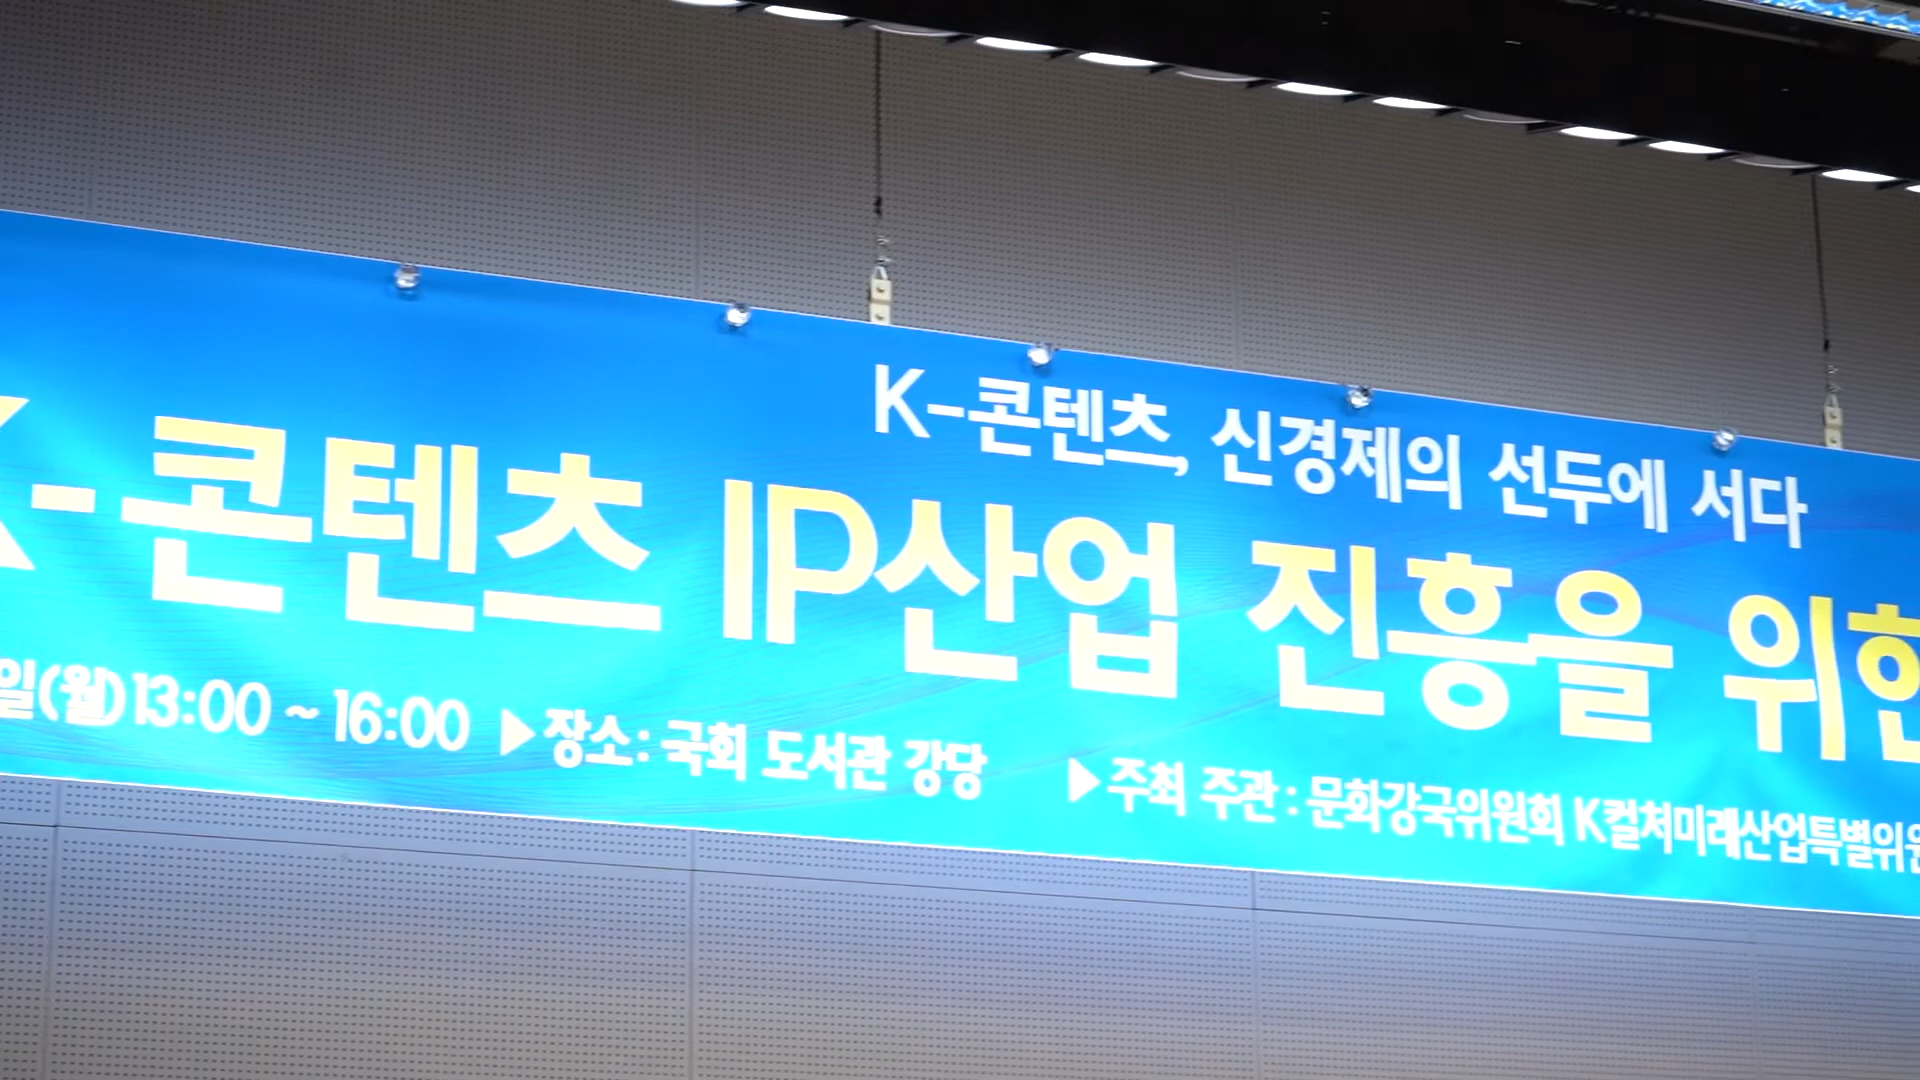 K-콘텐츠, 신경제의 선두에 서다
K-콘텐츠 IP산업 진흥을 위한
일(월) 13:00 ~ 16:00 ▶장소: 국회 도서관 강당 ▶주최 주관 : 문화강국위원회 K컬쳐미래산업특별위원